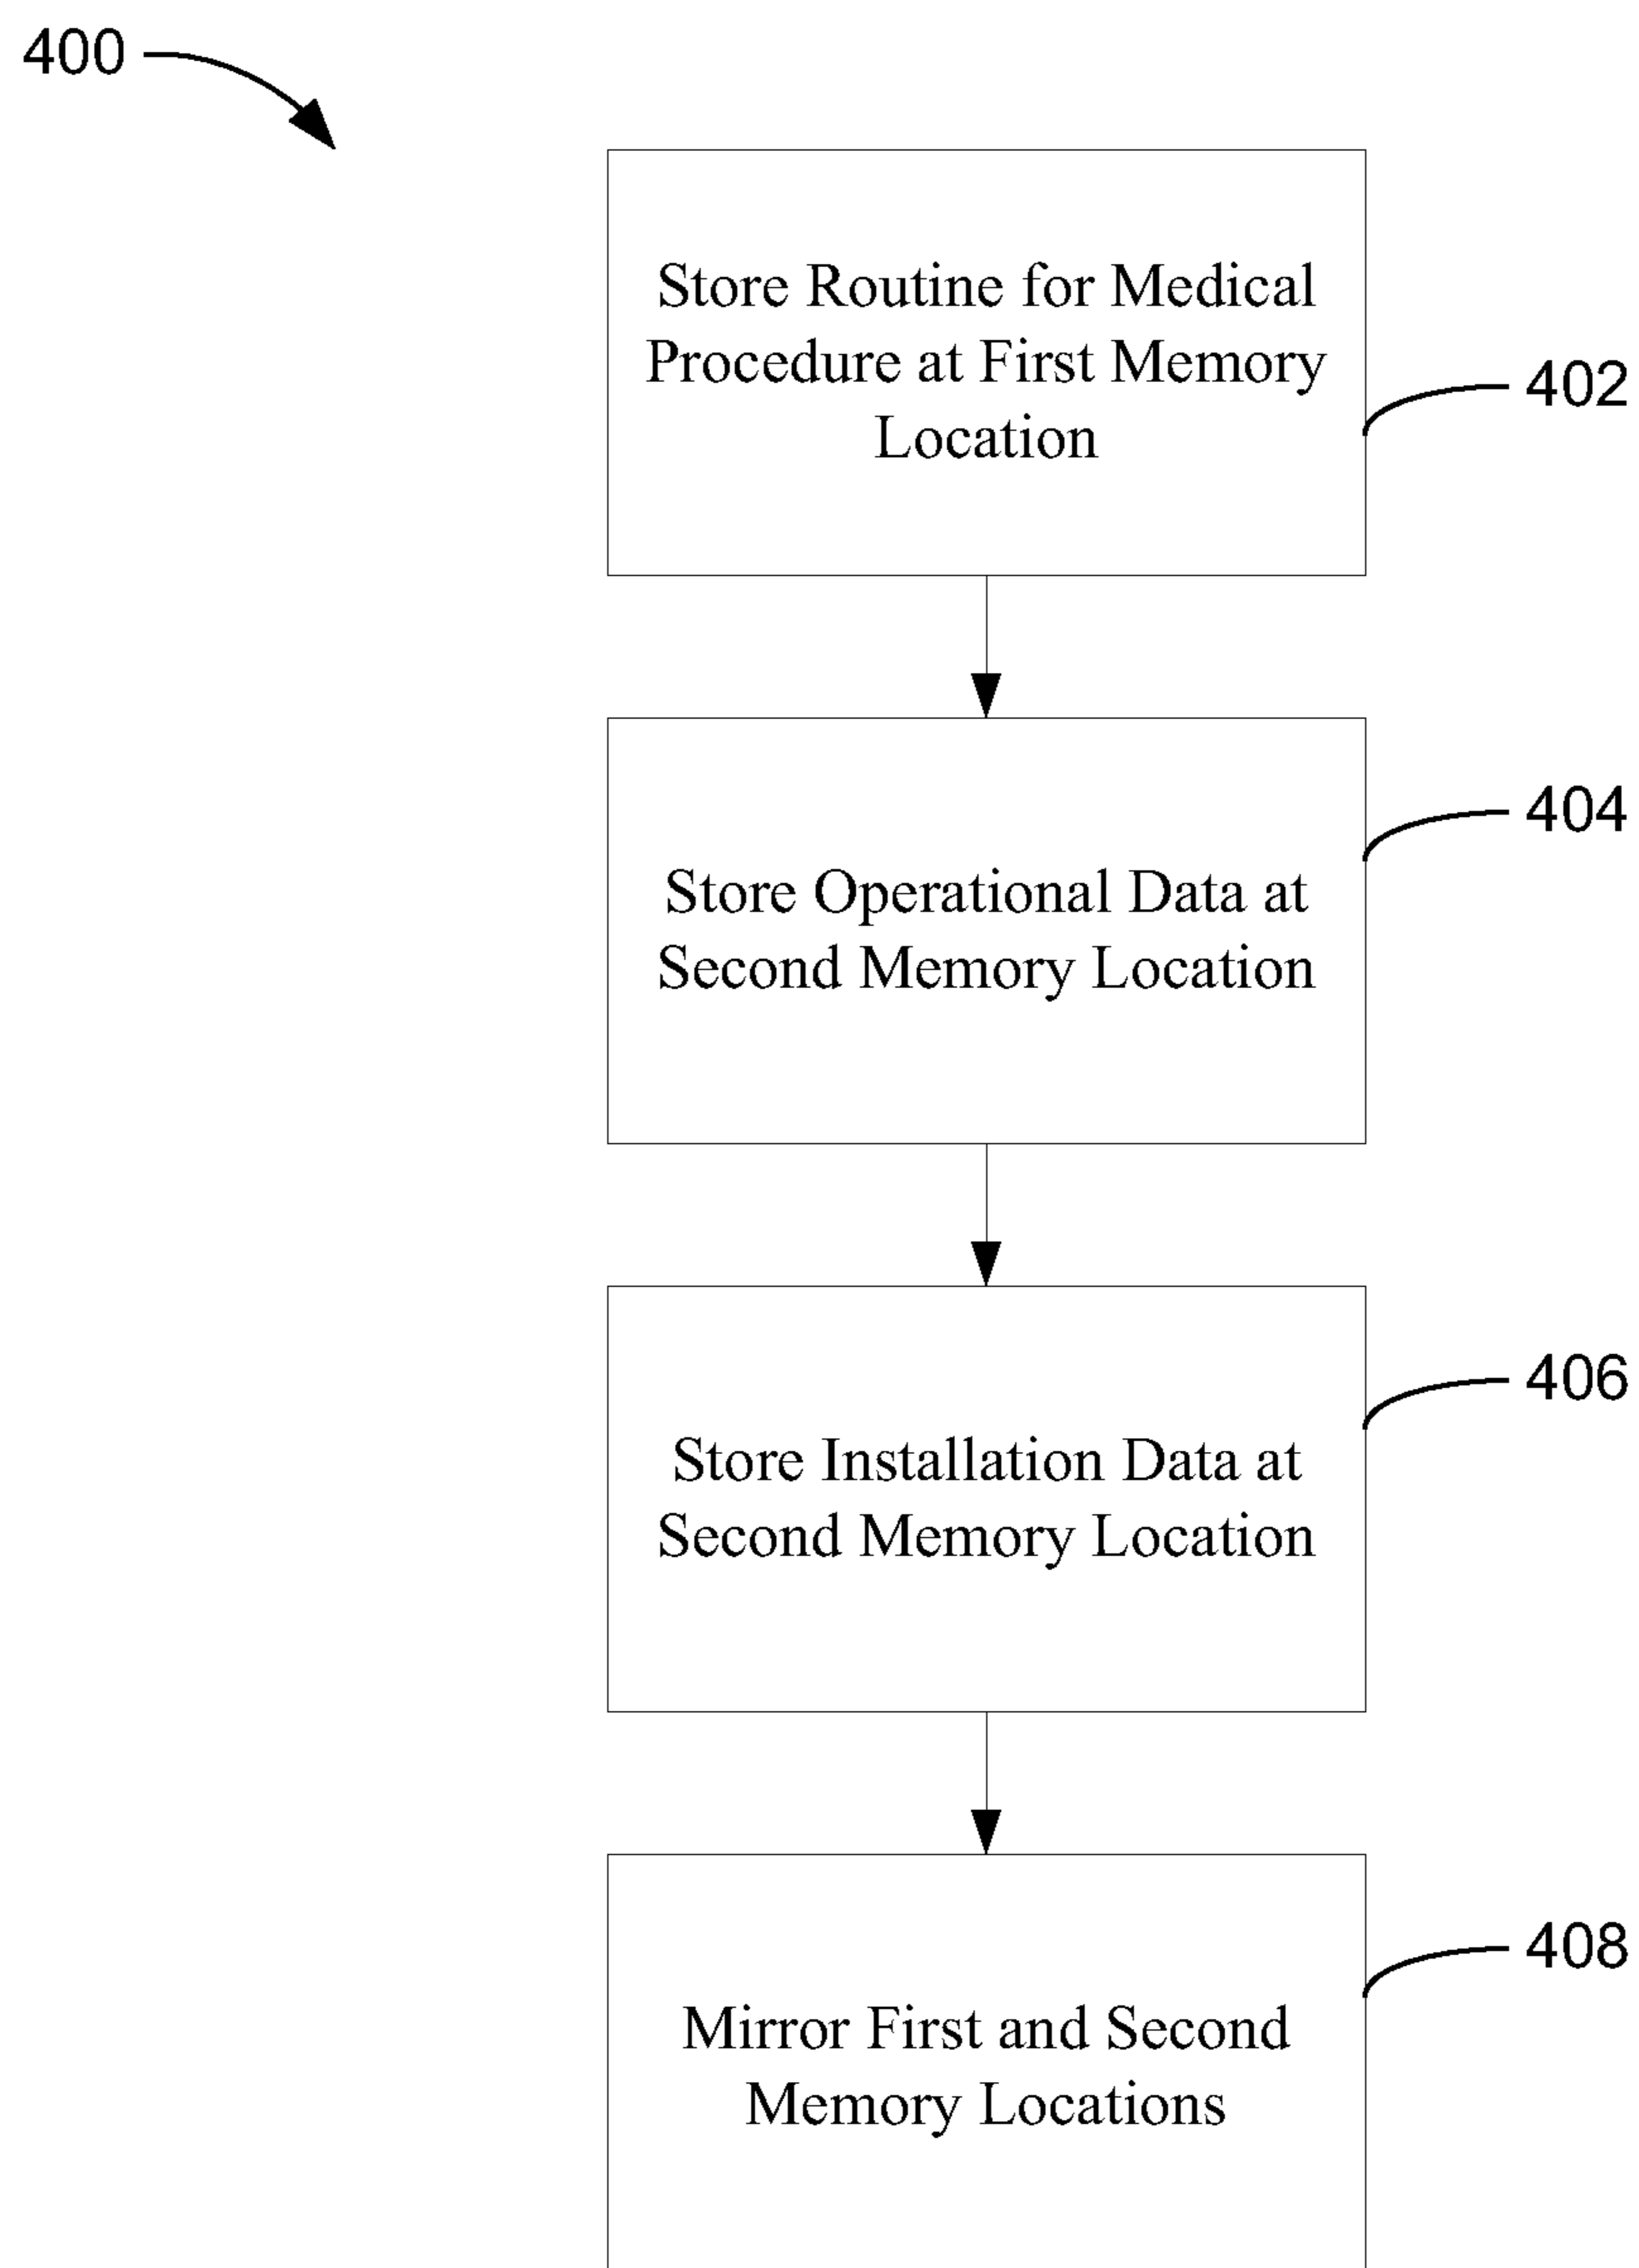 400
Store Routine for Medical
Procedure at First Memory
Location
402
Store Operational Data at
Second Memory Location
404
Store Installation Data at
Second Memory Location
406
Mirror First and Second
Memory Locations
408